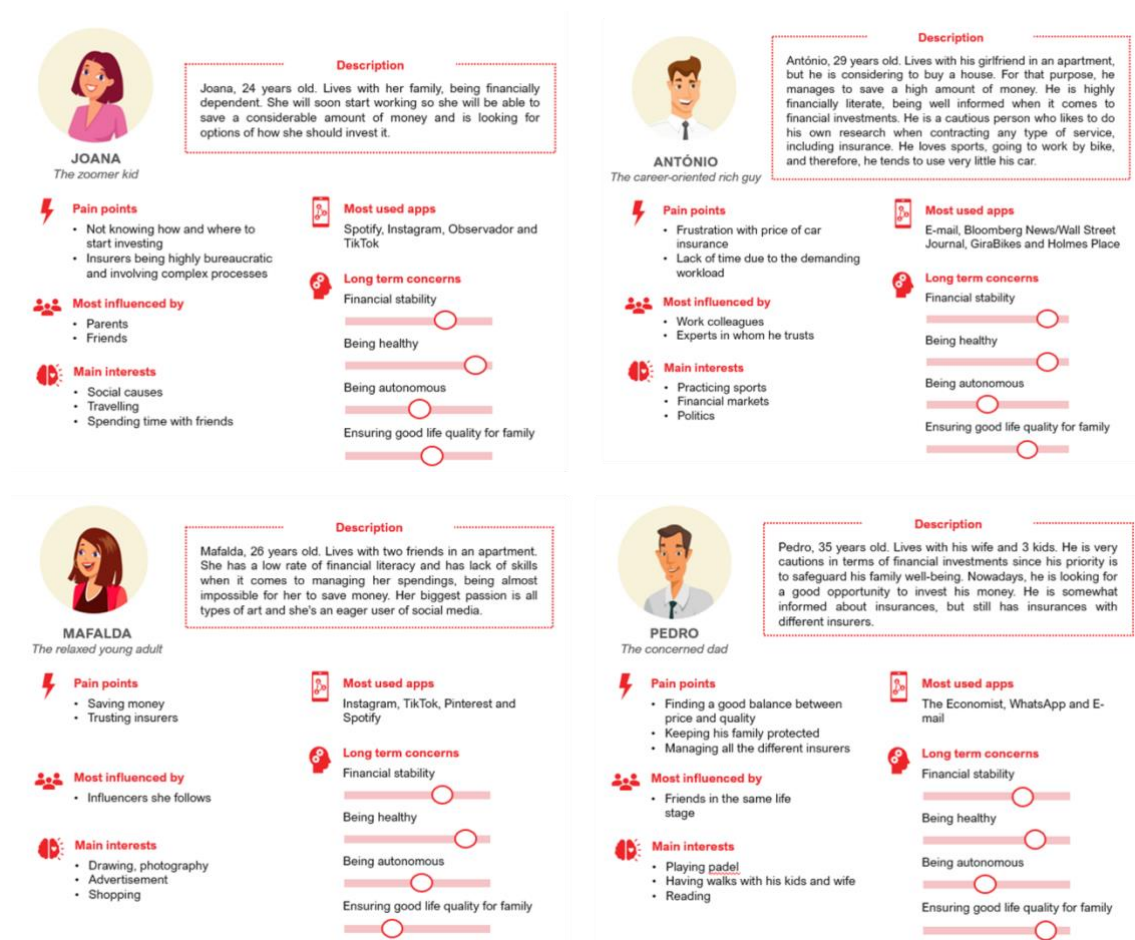 Description
Joana, 24 years old. Lives with her family, being financially
dependent. She will soon start working so she will be able to
save a considerable amount of money and is looking for
options of how she should invest it.
JOANA
The zoomer kid
Pain points
• Not knowing how and where to
start investing
• Insurers being highly bureaucratic
and involving complex processes
Most influenced by
• Parents
• Friends
Main interests
• Social causes
• Travelling
• Spending time with friends
Most used apps
Spotify, Instagram, Observador and
TikTok
Long term concerns
Financial stability
Being healthy
Being autonomous
Ensuring good life quality for family
Description
António, 29 years old. Lives with his girlfriend in an apartment,
but he is considering to buy a house. For that purpose, he
manages to save a high amount of money. He is highly
financially literate, being well informed when it comes to
financial investments. He is a cautious person who likes to do
his own research when contracting any type of service,
including insurance. He loves sports, going to work by bike,
and therefore, he tends to use very little his car.
ANTÓNIO
The career-oriented rich guy
Pain points
• Frustration with price of car
insurance
• Lack of time due to the demanding
workload
Most influenced by
• Work colleagues
• Experts in whom he trusts
Main interests
• Practicing sports
• Financial markets
• Politics
Most used apps
E-mail, Bloomberg News/Wall Street
Journal, GiraBikes and Holmes Place
Long term concerns
Financial stability
Being healthy
Being autonomous
Ensuring good life quality for family
Description
Mafalda, 26 years old. Lives with two friends in an apartment.
She has a low rate of financial literacy and has lack of skills
when it comes to managing her spendings, being almost
impossible for her to save money. Her biggest passion is all
types of art and she's an eager user of social media.
MAFALDA
The relaxed young adult
Pain points
• Saving money
• Trusting insurers
Most influenced by
• Influencers she follows
Main interests
• Drawing, photography
• Advertisement
• Shopping
Most used apps
Instagram, TikTok, Pinterest and
Spotify
Long term concerns
Financial stability
Being healthy
Being autonomous
Ensuring good life quality for family
Description
Pedro, 35 years old. Lives with his wife and 3 kids. He is very
cautions in terms of financial investments since his priority is
to safeguard his family well-being. Nowadays, he is looking for
a good opportunity to invest his money. He is somewhat
informed about insurances, but still has insurances with
different insurers.
PEDRO
The concerned dad
Pain points
• Finding a good balance between
price and quality
• Keeping his family protected
• Managing all the different insurers
Most influenced by
• Friends in the same life
stage
Main interests
• Playing padel
• Having walks with his kids and wife
• Reading
Most used apps
The Economist, WhatsApp and E-
mail
Long term concerns
Financial stability
Being healthy
Being autonomous
Ensuring good life quality for family